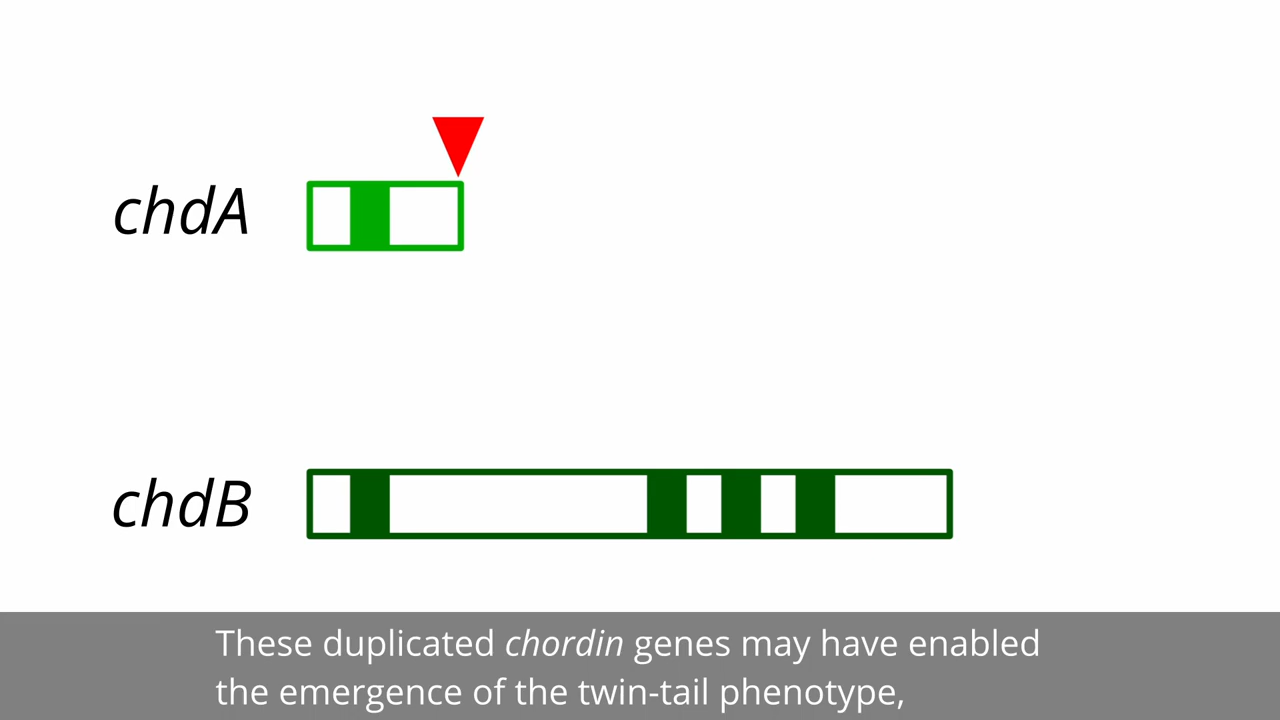 chdA
chdB
These duplicated chordin genes may have enabled
the emergence of the twin-tail phenotype,